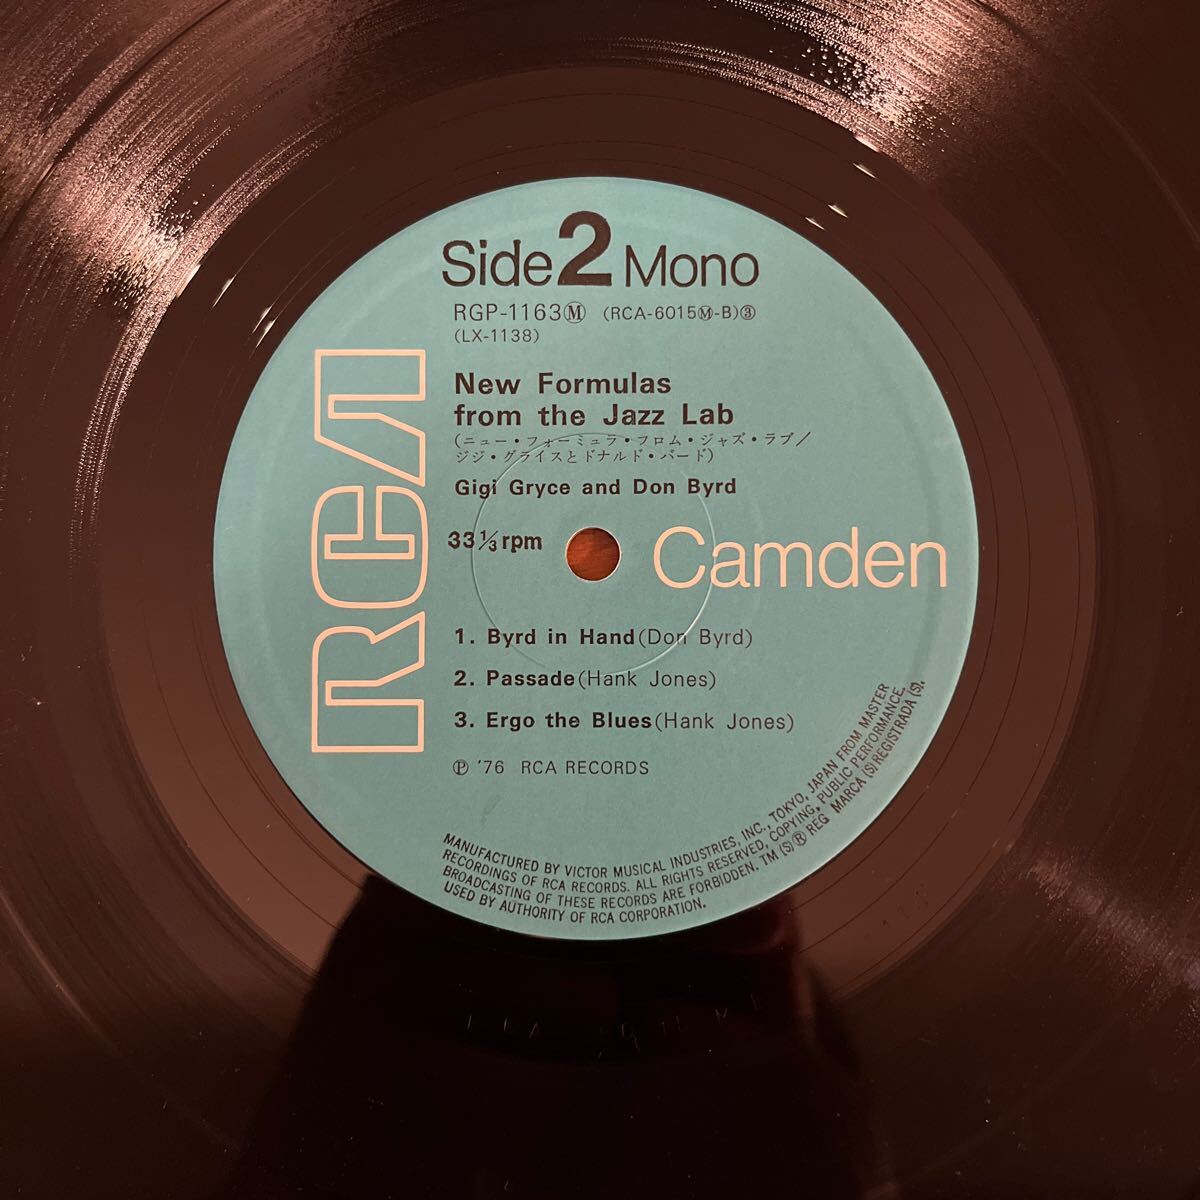 Side 2 Mono
RGP-1163Ⓜ (RCA-6015Ⓜ-B)③
(LX-1138)
New Formulas
from the Jazz Lab
(ニュー・フォーミュラ・フロム・ジャズ・ラブ/
ジジ・グライスとドナルド・バード)
Gigi Gryce and Don Byrd
33⅓rpm
Camden
RCA
1. Byrd in Hand(Don Byrd)
2. Passade(Hank Jones)
3. Ergo the Blues(Hank Jones)
Ⓟ '76 RCA RECORDS
MANUFACTURED BY VICTOR MUSICAL INDUSTRIES, INC., TOKYO, JAPAN FROM MASTER
RECORDINGS OF RCA RECORDS. ALL RIGHTS RESERVED, COPYING, PUBLIC PERFORMANCE,
BROADCASTING OF THESE RECORDS ARE FORBIDDEN. TM (S) ® REG MARCA (S) REGISTRADA (S).
USED BY AUTHORITY OF RCA CORPORATION.